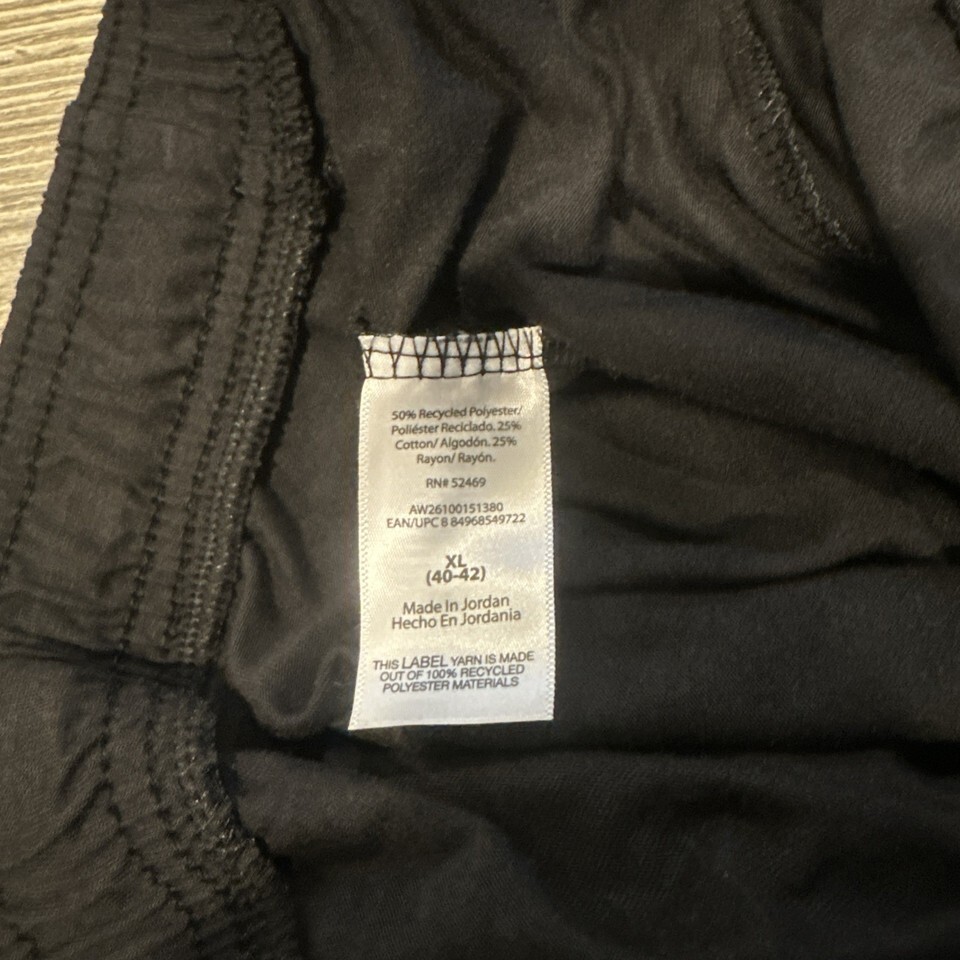 50% Recycled Polyester/
Poliéster Reciclado. 25%
Cotton/ Algodón. 25%
Rayon/ Rayón.
RN# 52469
AW26100151380
EAN/UPC 8 84968549722
XL
(40-42)
Made In Jordan
Hecho En Jordania
THIS LABEL YARN IS MADE
OUT OF 100% RECYCLED
POLYESTER MATERIALS